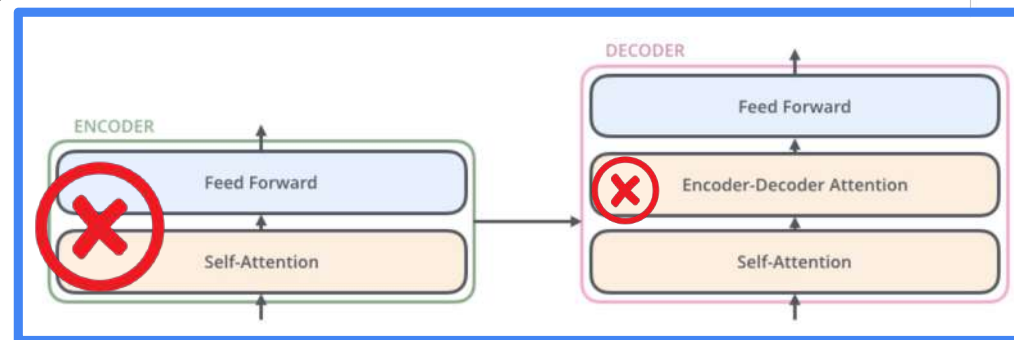 ENCODER
Feed Forward
Self-Attention
DECODER
Feed Forward
Encoder-Decoder Attention
Self-Attention